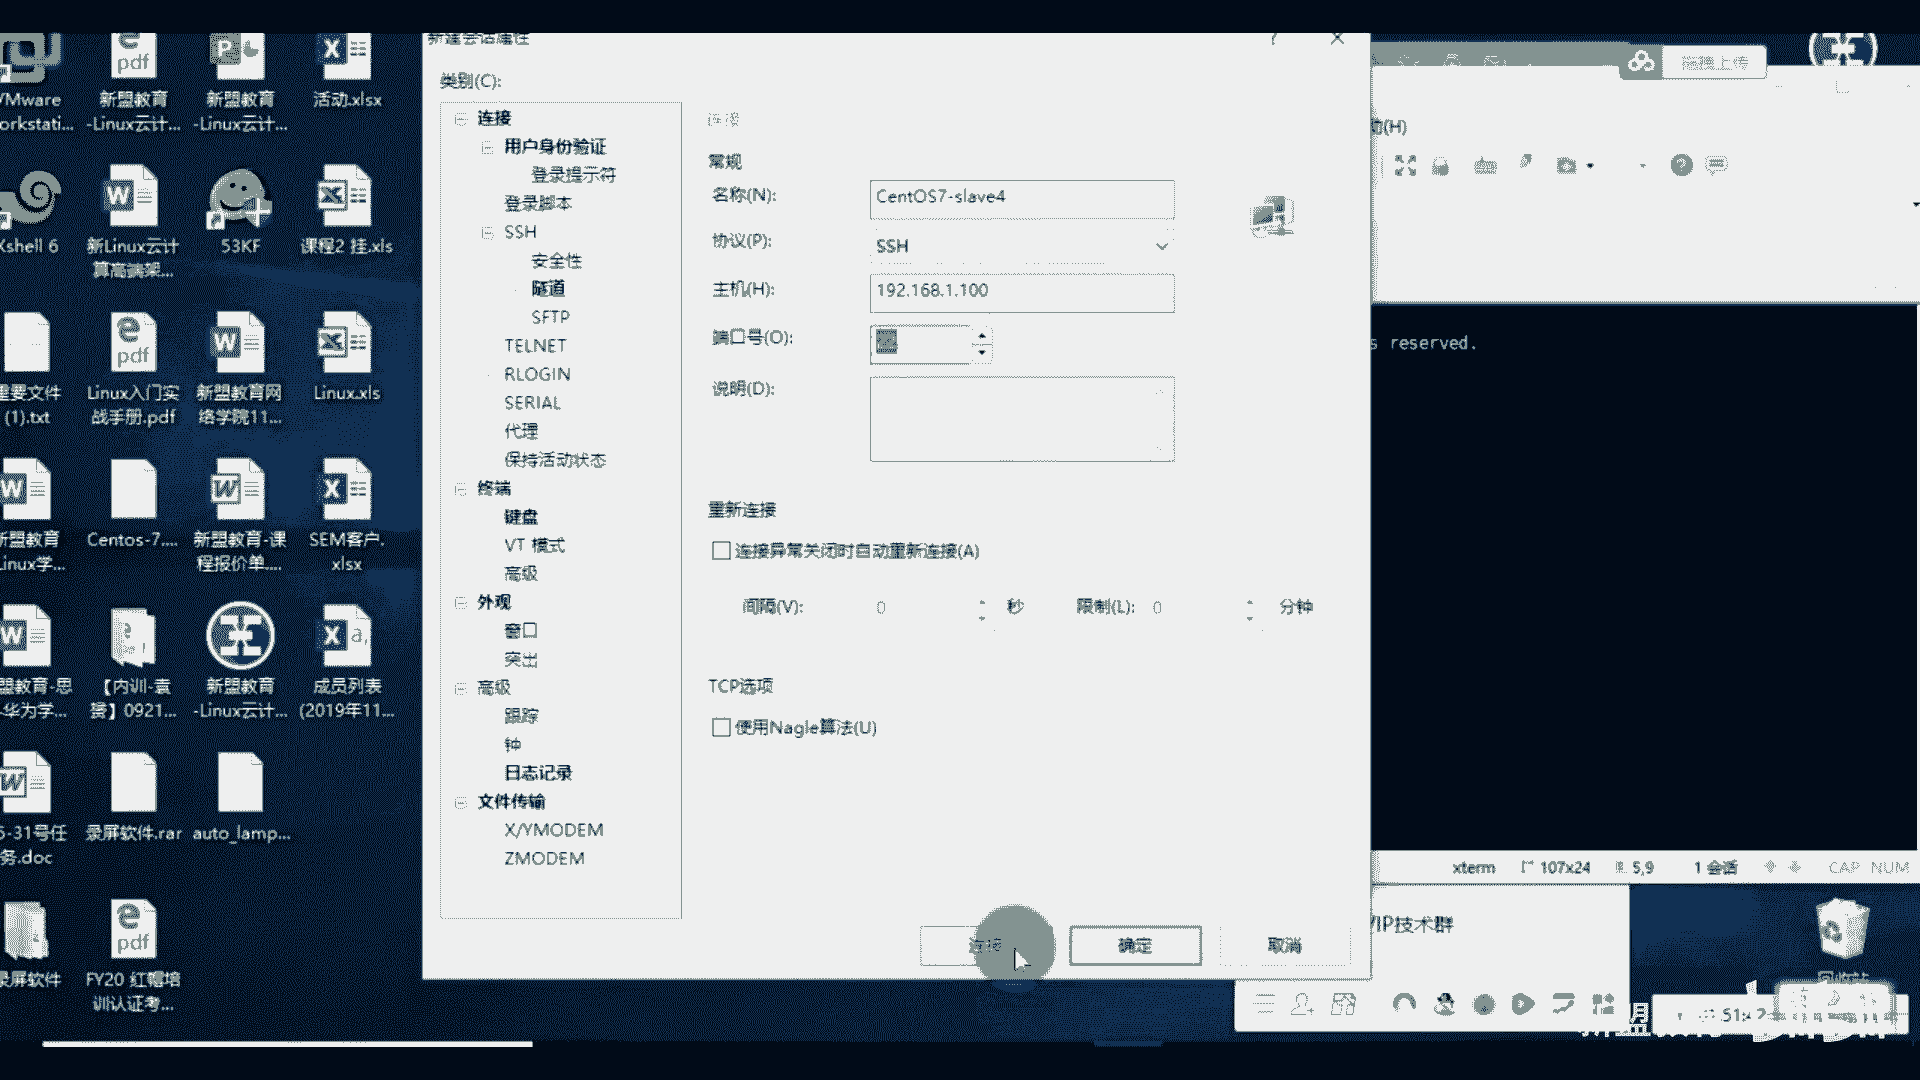 新建会话属性
类别(C):
连接
用户身份验证
登录提示符
登录脚本
SSH
安全性
隧道
SFTP
TELNET
RLOGIN
SERIAL
代理
保持活动状态
终端
键盘
VT 模式
高级
外观
窗口
突出
高级
跟踪
钟
日志记录
文件传输
X/YMODEM
ZMODEM
连接
常规
名称(N):
CentOS7-slave4
协议(P):
SSH
主机(H):
192.168.1.100
端口号(O):
说明(D):
重新连接
连接异常关闭时自动重新连接(A)
间隔(V):
0
秒
限制(L):
0
分钟
TCP选项
使用Nagle算法(U)
连接
确定
取消
VMware
orkstati...
新盟教育
-Linux云计...
新盟教育
-Linux云计...
活动.xlsx
Xshell 6
新Linux云计
算高端架...
53KF
课程2 挂.xls
重要文件
(1).txt
Linux入门实
战手册.pdf
新盟教育网
络学院11...
Linux.xls
新盟教育
Linux学...
Centos-7....
新盟教育-课
程报价单....
SEM客户.
xlsx
盟教育-思
-华为学...
【内训-袁
0921...
新盟教育
-Linux云计...
成员列表
(2019年11...
5-31号任
务.doc
录屏软件.rar
auto_lamp...
录屏软件
FY20 红帽培
训认证考...
拖拽上传
助(H)
s reserved.
xterm
107x24
5,9
1 会话
CAP
NUM
VIP技术群
回收站